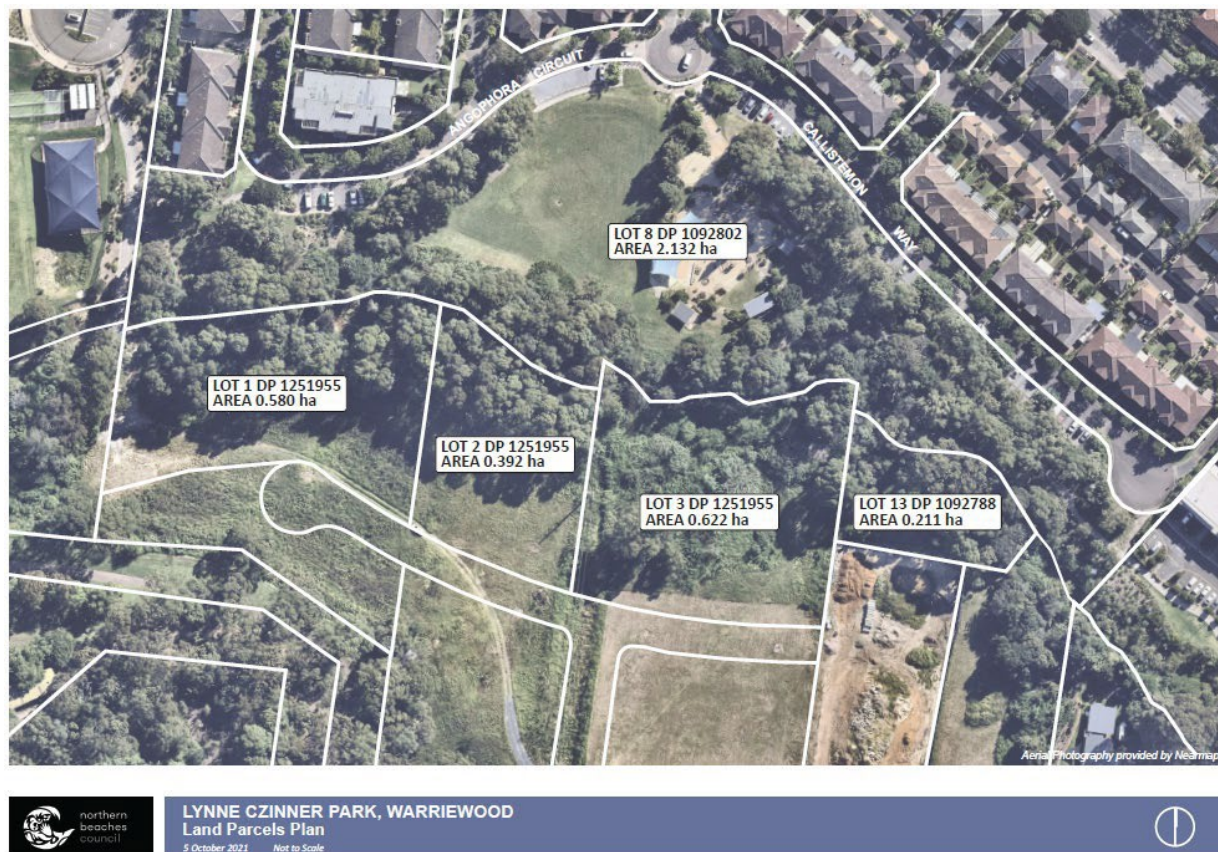 ANGOPHORA CIRCUIT
CALLISTEMON WAY
LOT 8 DP 1092802
AREA 2.132 ha
LOT 1 DP 1251955
AREA 0.580 ha
LOT 2 DP 1251955
AREA 0.392 ha
LOT 3 DP 1251955
AREA 0.622 ha
LOT 13 DP 1092788
AREA 0.211 ha
Aerial Photography provided by Nearmap
northern
beaches
council
LYNNE CZINNER PARK, WARRIEWOOD
Land Parcels Plan
5 October 2021 Not to Scale